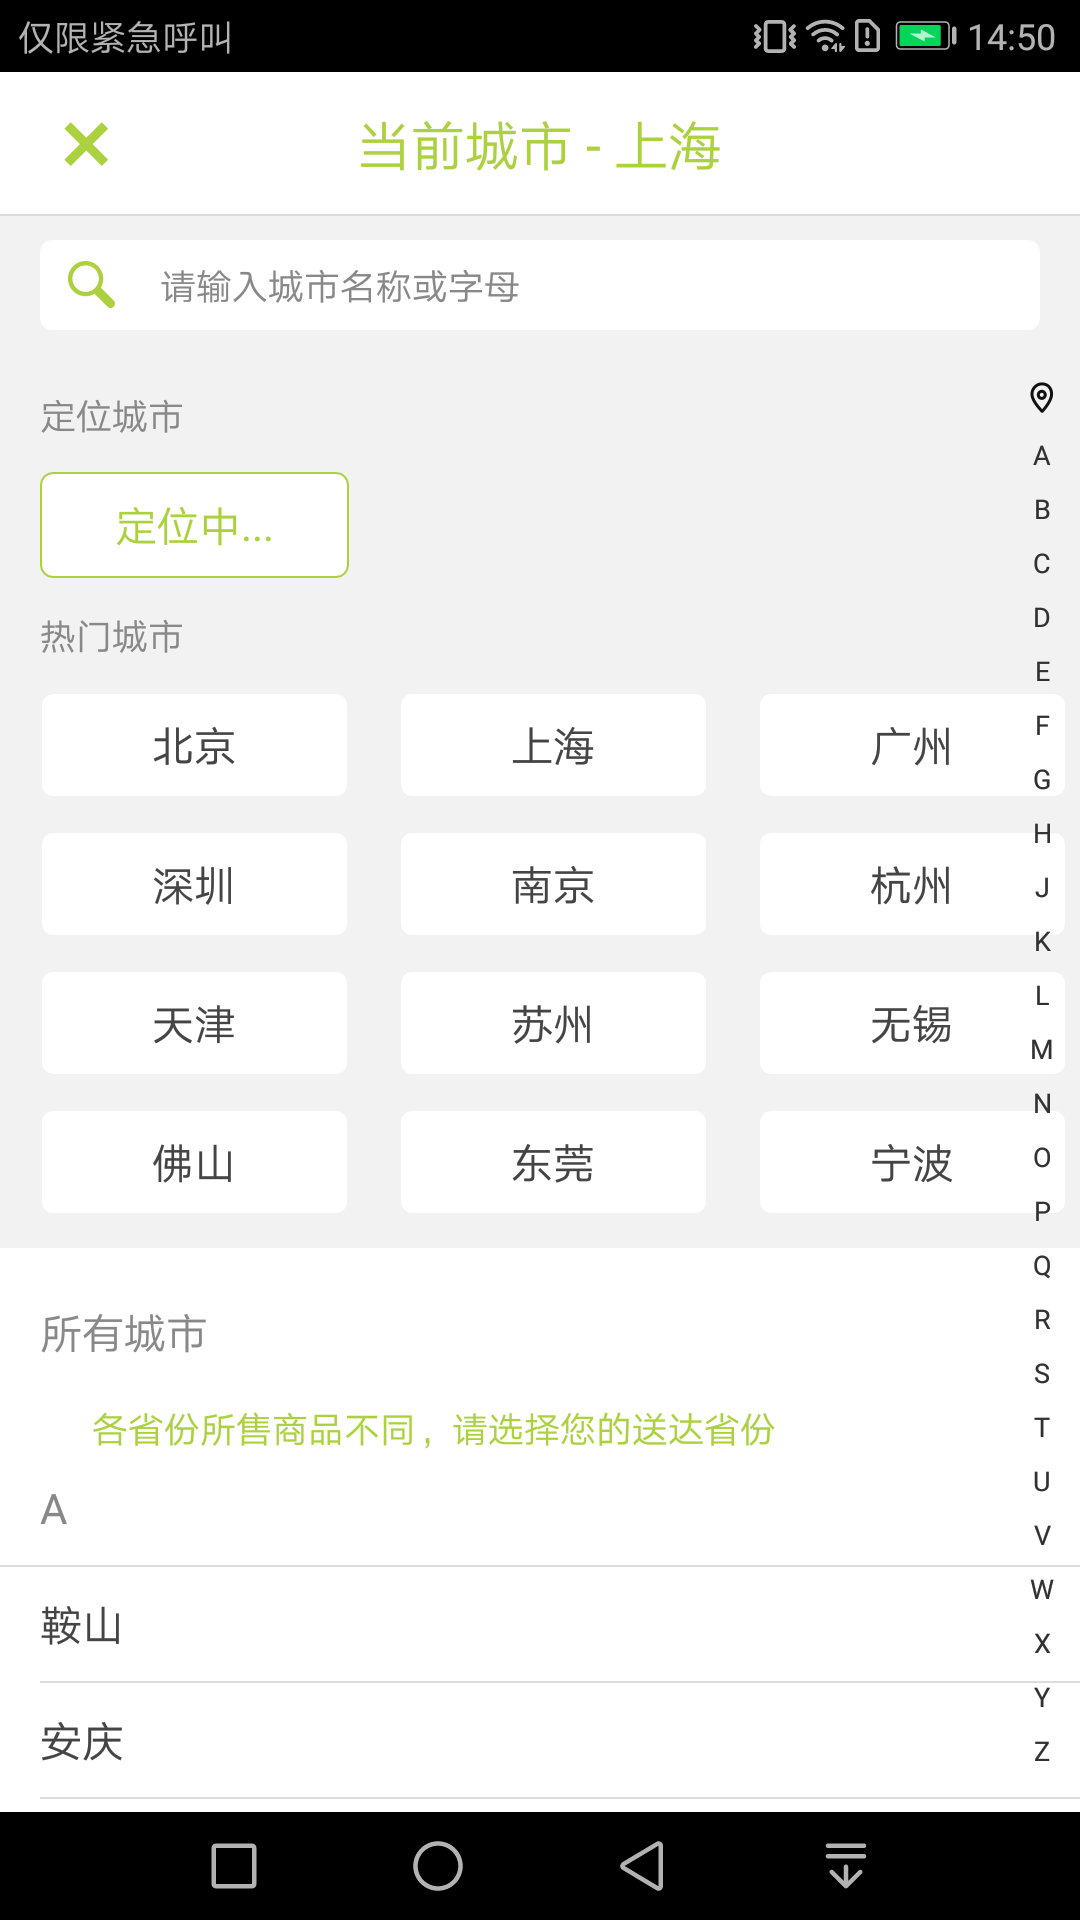 仅限紧急呼叫 14:50
当前城市 - 上海
请输入城市名称或字母
定位城市
定位中...
热门城市
北京 上海 广州
深圳 南京 杭州
天津 苏州 无锡
佛山 东莞 宁波
所有城市
各省份所售商品不同，请选择您的送达省份
A
鞍山
安庆
A
B
C
D
E
F
G
H
J
K
L
M
N
O
P
Q
R
S
T
U
V
W
X
Y
Z